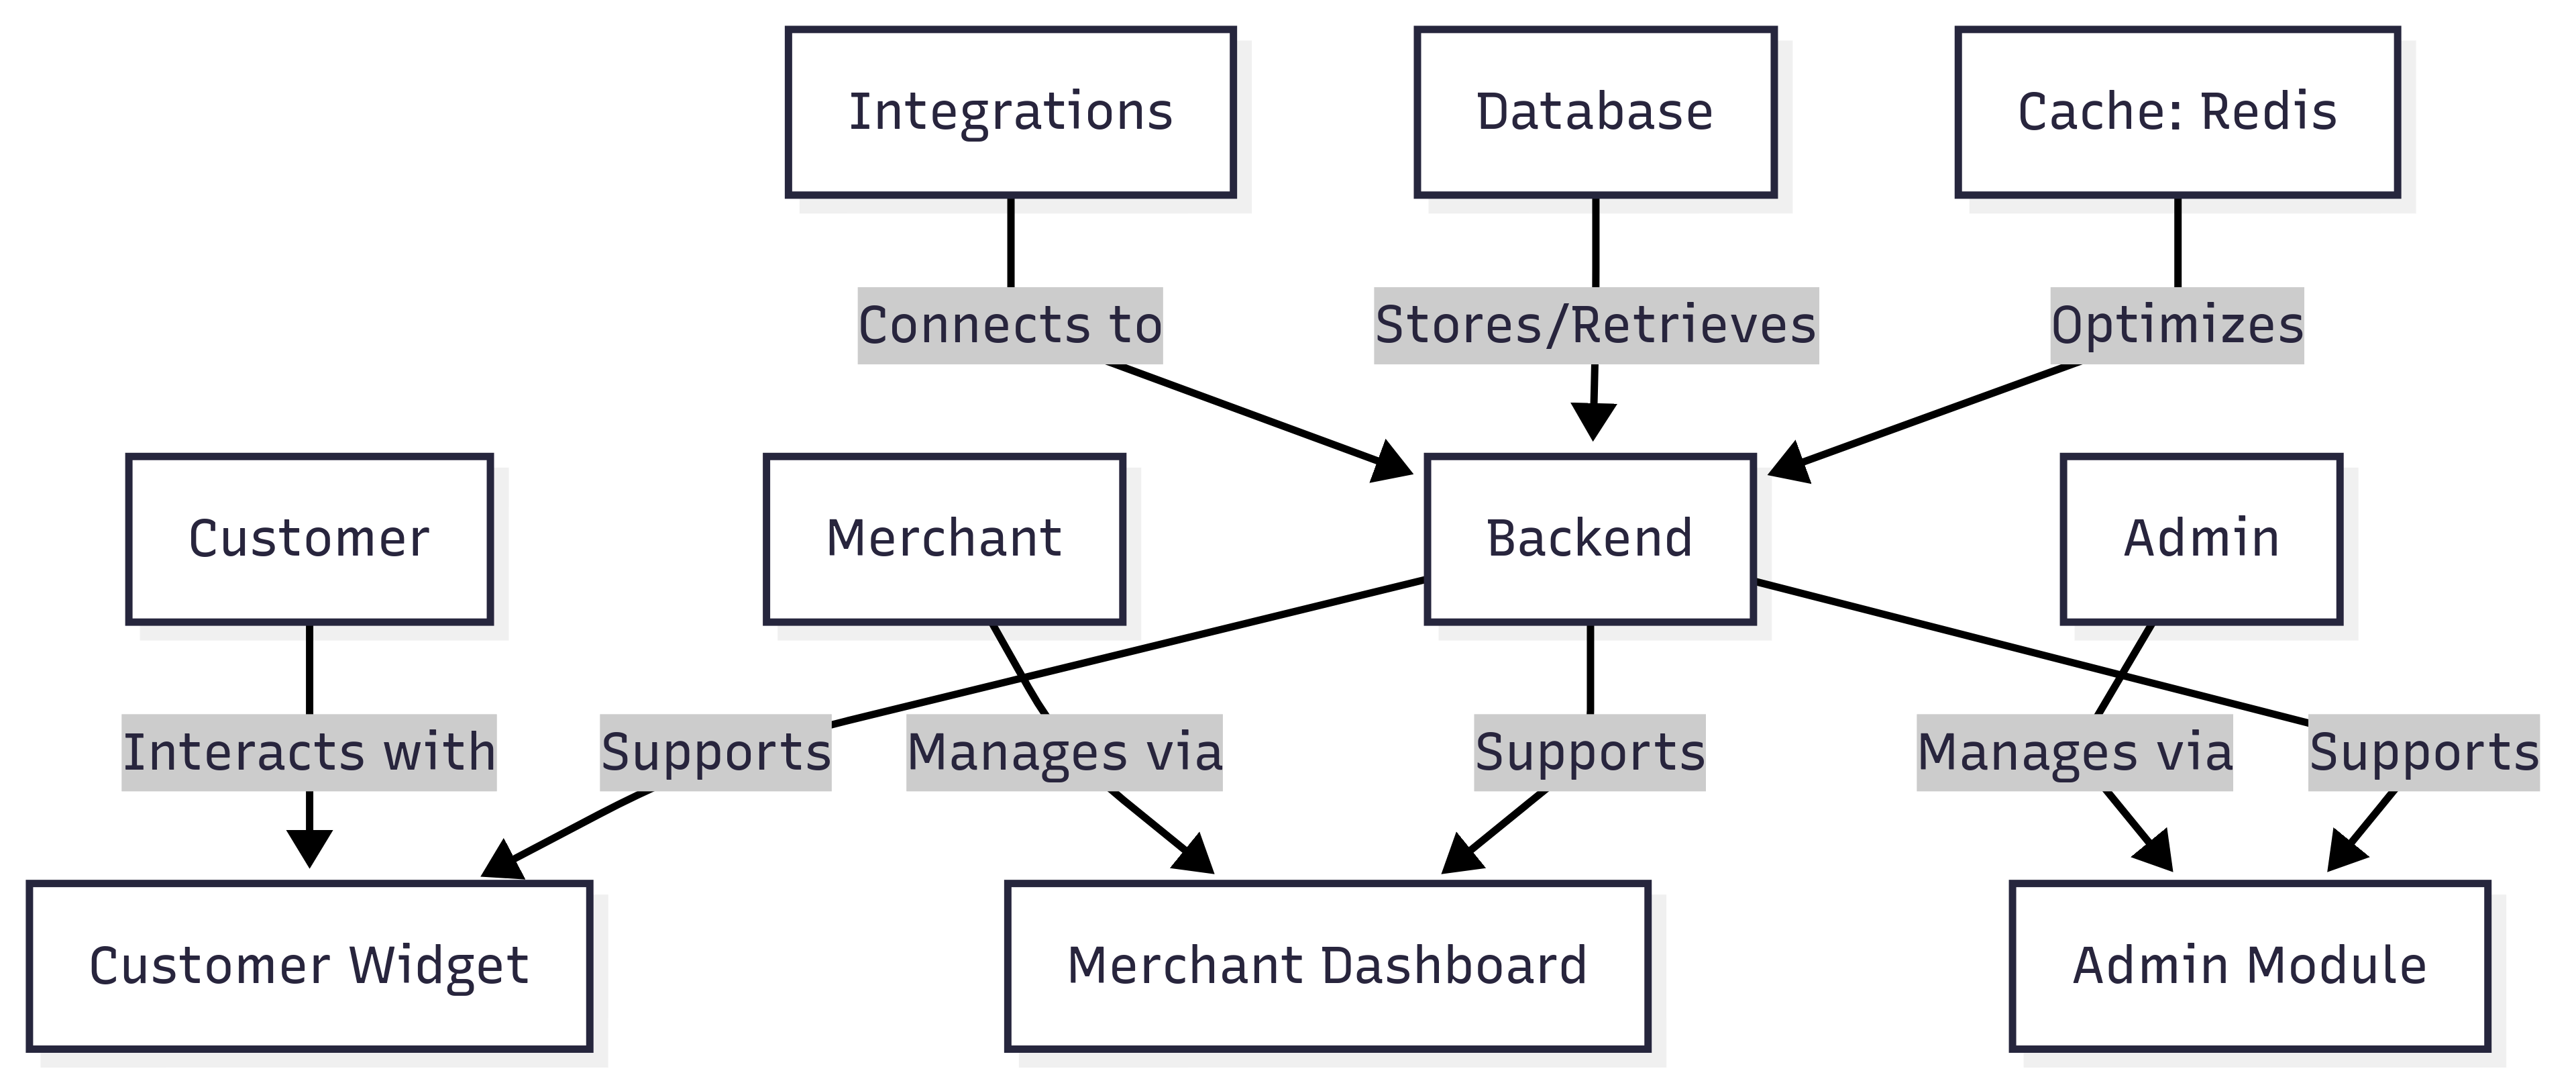 Integrations
Database
Cache: Redis
Connects to
Stores/Retrieves
Optimizes
Customer
Merchant
Backend
Admin
Interacts with
Supports
Manages via
Supports
Manages via
Supports
Customer Widget
Merchant Dashboard
Admin Module